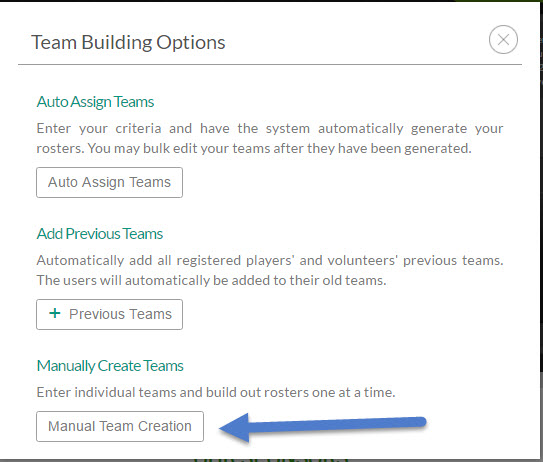 Team Building Options
Auto Assign Teams
Enter your criteria and have the system automatically generate your
rosters. You may bulk edit your teams after they have been generated.
Auto Assign Teams
Add Previous Teams
Automatically add all registered players' and volunteers' previous teams.
The users will automatically be added to their old teams.
+ Previous Teams
Manually Create Teams
Enter individual teams and build out rosters one at a time.
Manual Team Creation